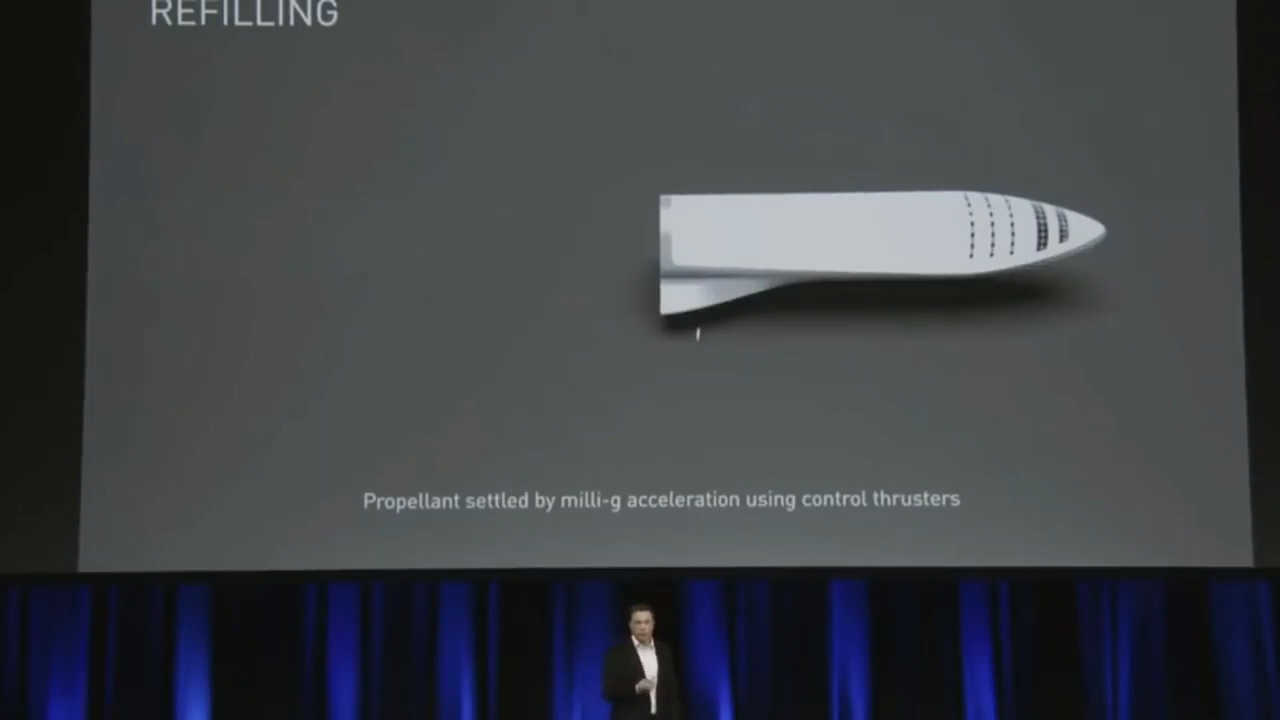 REFILLING
Propellant settled by milli-g acceleration using control thrusters